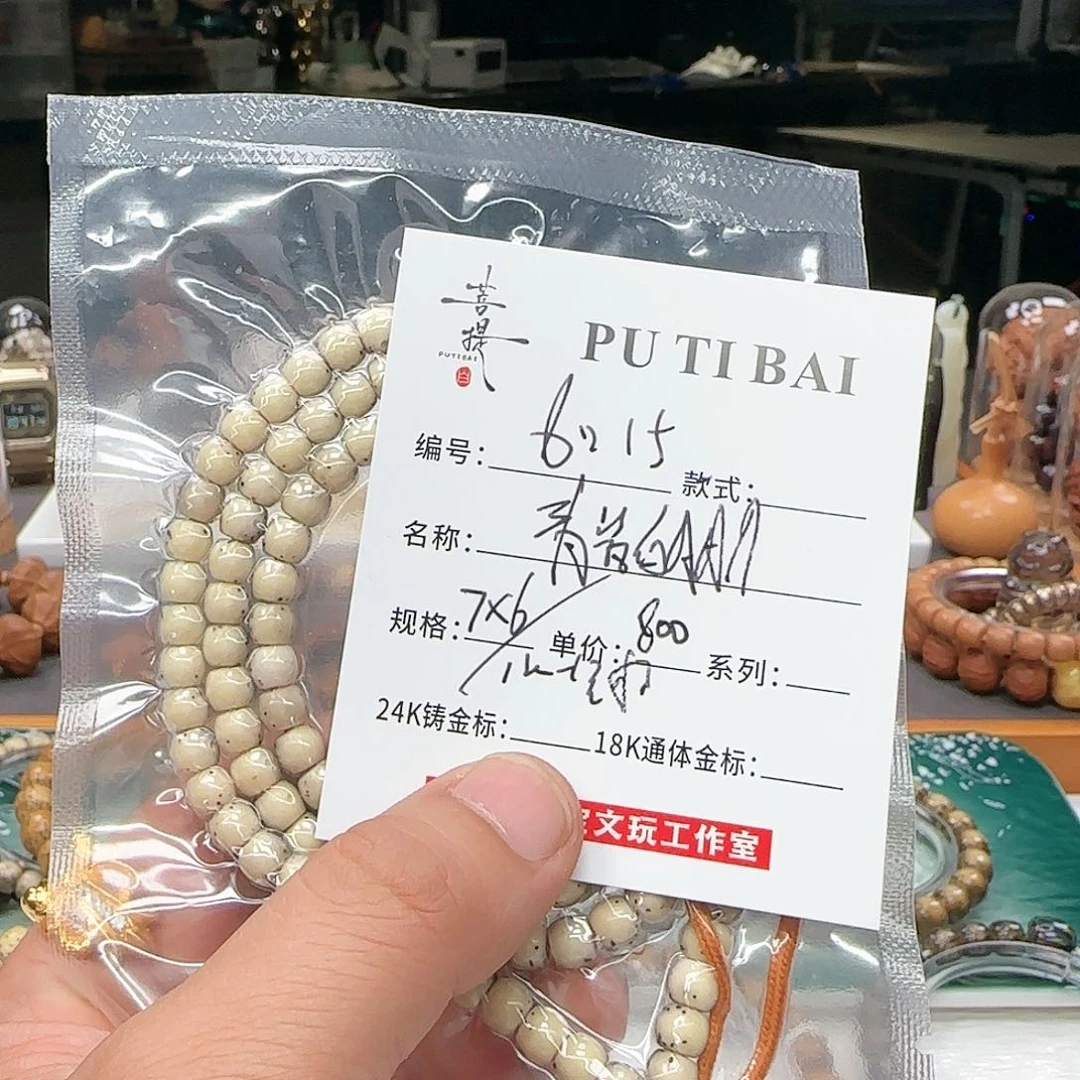 菩提
PUTIBAI
白
PU TI BAI
编号: 6215 款式:
名称:
规格: 7X6 单价: 800 系列:
24K铸金标: 18K通体金标:
文玩工作室